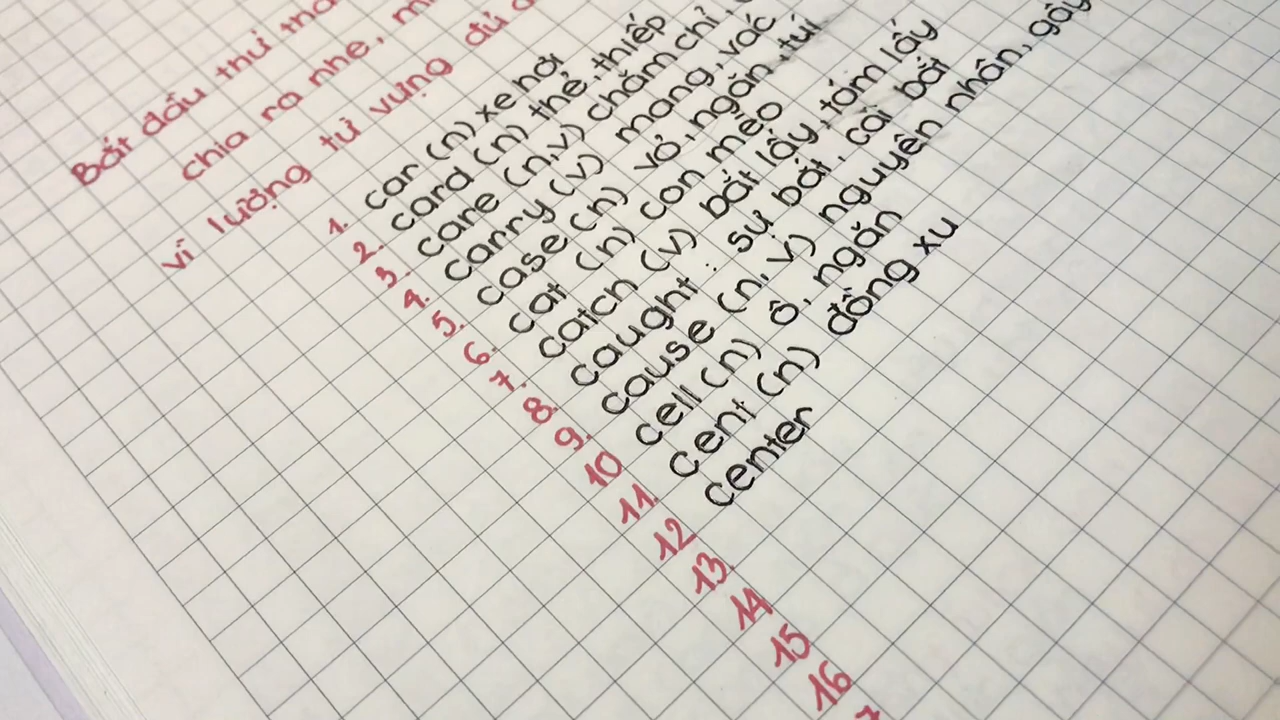 Bắt đầu thử
chia ra nhe,
vì lượng từ vựng đủ
1. car (n) xe hơi
2. card (n) thẻ, thiếp
3. care (n,v) chăm chỉ,
4. carry (v) mang, vác
5. case (n) vỏ, ngăn, túi
6. cat (n) con mèo
7. catch (v) bắt lấy, tóm lấy
8. caught : sự bắt, cái bắt
9. cause (n, v) nguyên nhân, gây
10 cell (n) ô, ngăn
11. cent (n) đồng xu
12 center
13.
14
15
16